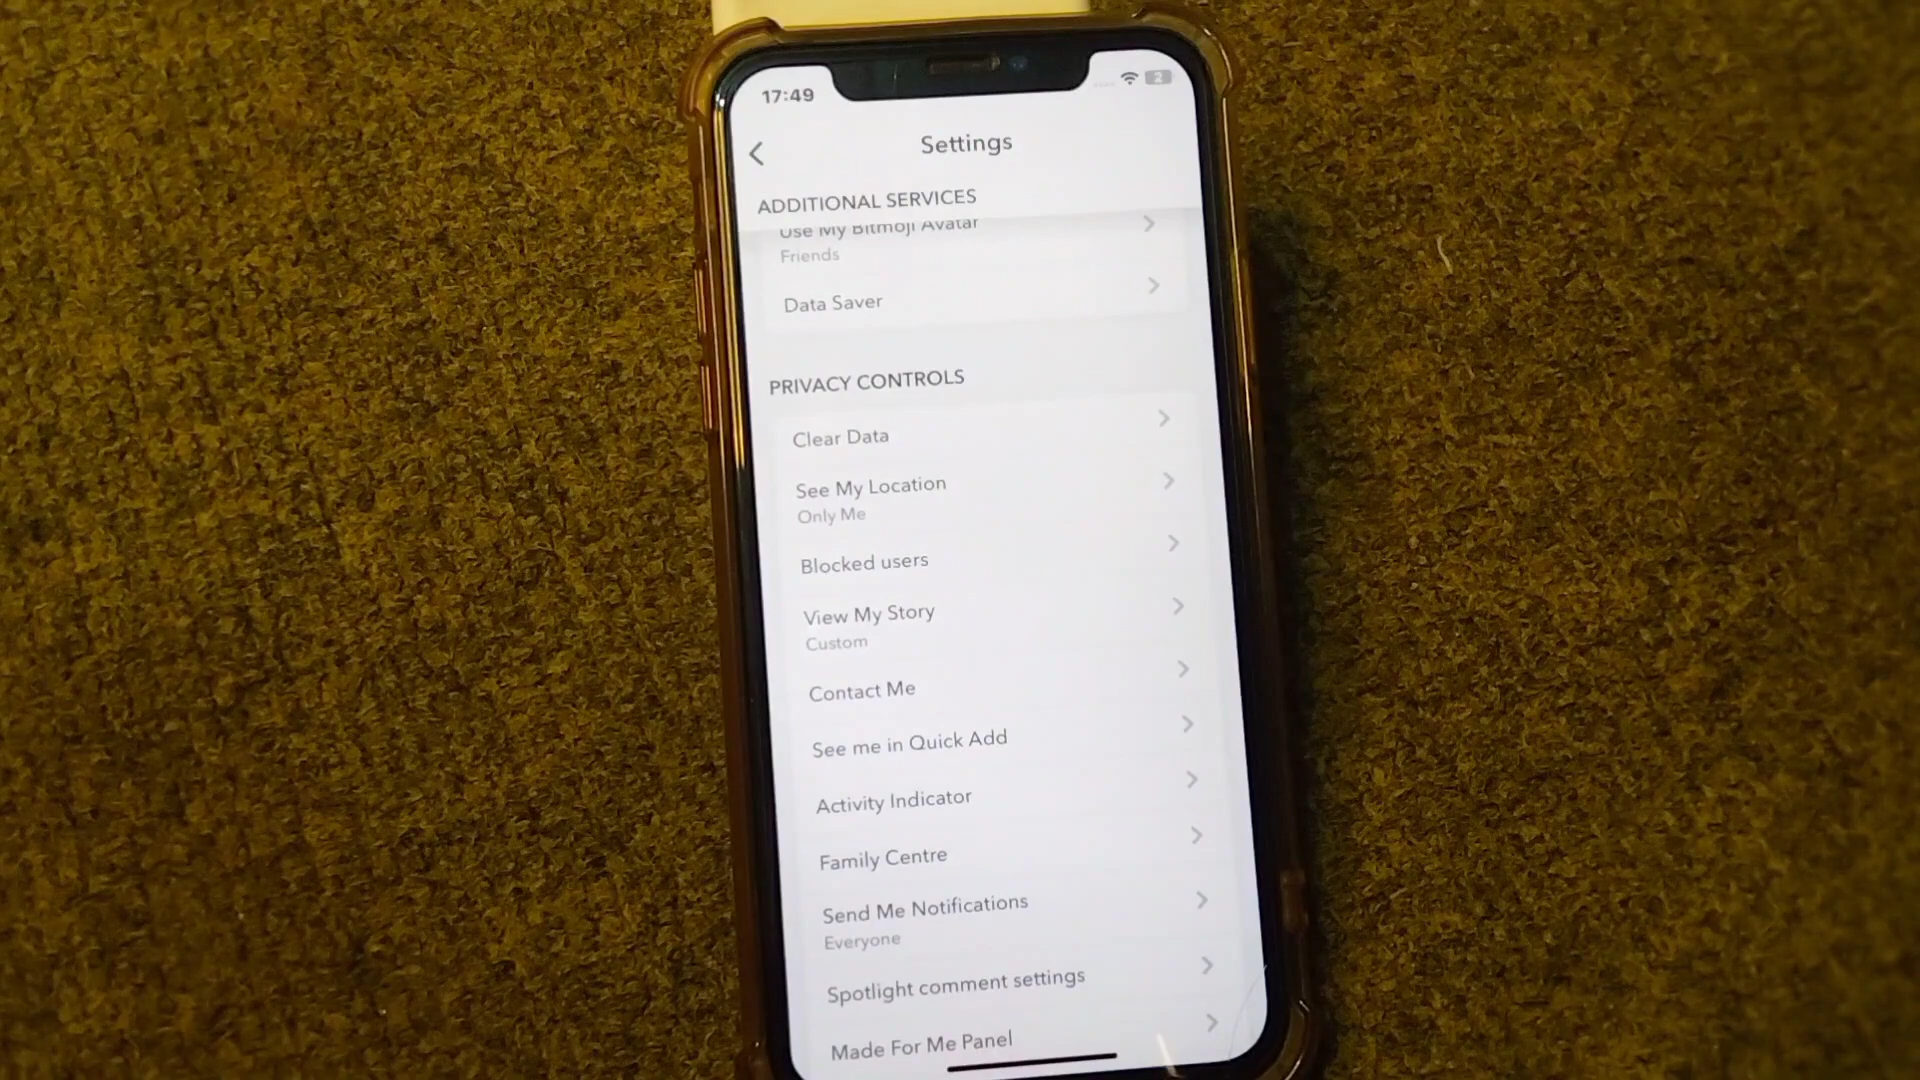 17:49
2
Settings
ADDITIONAL SERVICES
Use My Bitmoji Avatar
Friends
Data Saver
PRIVACY CONTROLS
Clear Data
See My Location
Only Me
Blocked users
View My Story
Custom
Contact Me
See me in Quick Add
Activity Indicator
Family Centre
Send Me Notifications
Everyone
Spotlight comment settings
Made For Me Panel